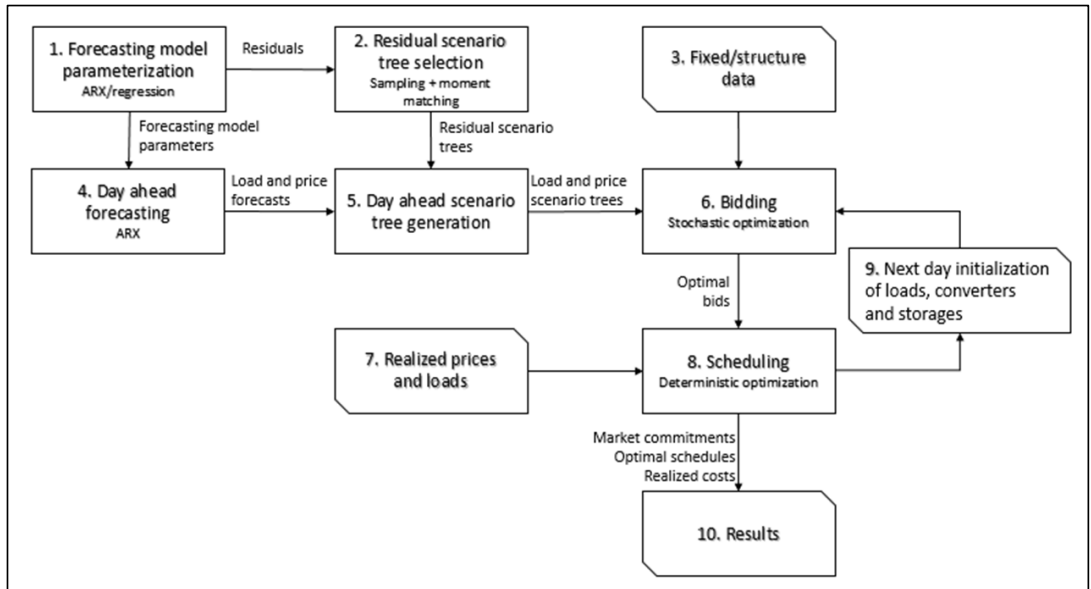 1. Forecasting model
parameterization
ARX/regression
Residuals
2. Residual scenario
tree selection
Sampling + moment
matching
3. Fixed/structure
data
Forecasting model
parameters
Residual scenario
trees
4. Day ahead
forecasting
ARX
Load and price
forecasts
5. Day ahead scenario
tree generation
Load and price
scenario trees
6. Bidding
Stochastic optimization
9. Next day initialization
of loads, converters
and storages
Optimal
bids
7. Realized prices
and loads
8. Scheduling
Deterministic optimization
Market commitments
Optimal schedules
Realized costs
10. Results